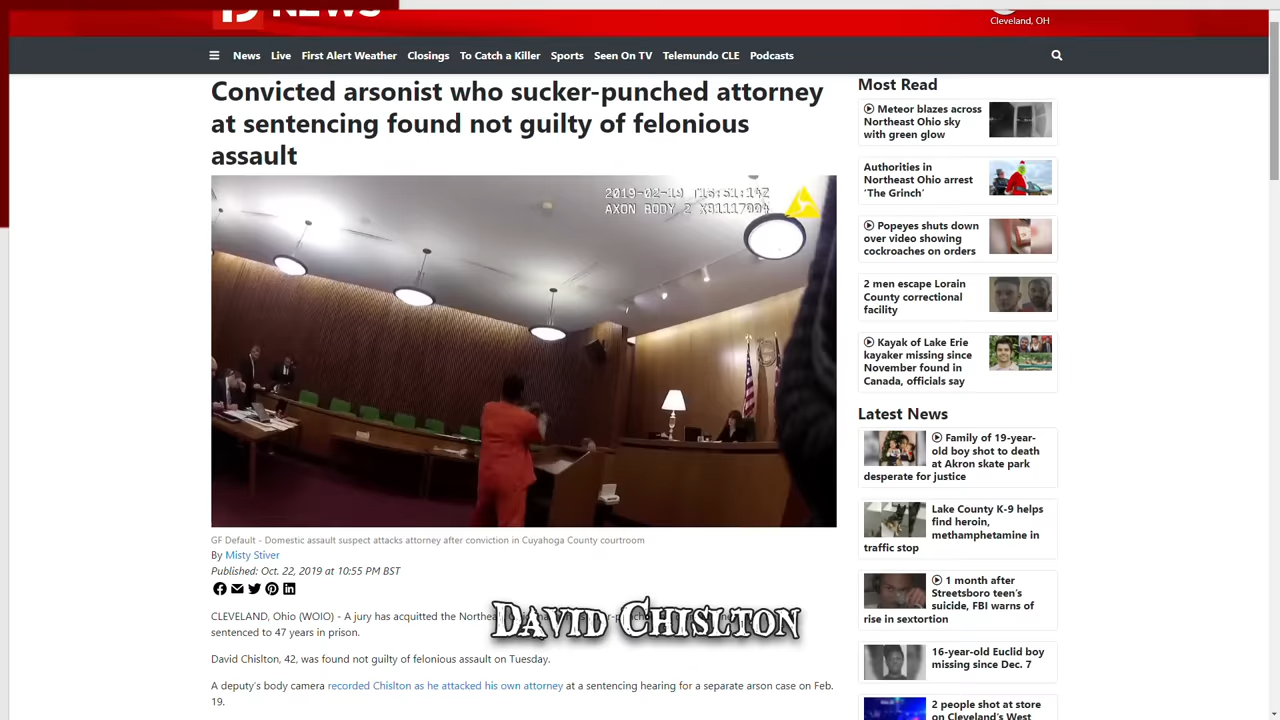 19 NEWS
Cleveland, OH
News Live First Alert Weather Closings To Catch a Killer Sports Seen On TV Telemundo CLE Podcasts
Convicted arsonist who sucker-punched attorney
at sentencing found not guilty of felonious
assault
2019-02-19 T16:51:14Z
AXON BODY 2 X81117004
GF Default - Domestic assault suspect attacks attorney after conviction in Cuyahoga County courtroom
By Misty Stiver
Published: Oct. 22, 2019 at 10:55 PM BST
CLEVELAND, Ohio (WOIO) - A jury has acquitted the
sentenced to 47 years in prison.
DAVID CHISLTON
David Chislton, 42, was found not guilty of felonious assault on Tuesday.
A deputy's body camera recorded Chislton as he attacked his own attorney at a sentencing hearing for a separate arson case on Feb.
19.
Most Read
Meteor blazes across
Northeast Ohio sky
with green glow
Authorities in
Northeast Ohio arrest
'The Grinch'
Popeyes shuts down
over video showing
cockroaches on orders
2 men escape Lorain
County correctional
facility
Kayak of Lake Erie
kayaker missing since
November found in
Canada, officials say
Latest News
Family of 19-year-
old boy shot to death
at Akron skate park
desperate for justice
Lake County K-9 helps
find heroin,
methamphetamine in
traffic stop
1 month after
Streetsboro teen's
suicide, FBI warns of
rise in sextortion
16-year-old Euclid boy
missing since Dec. 7
2 people shot at store
on Cleveland's West